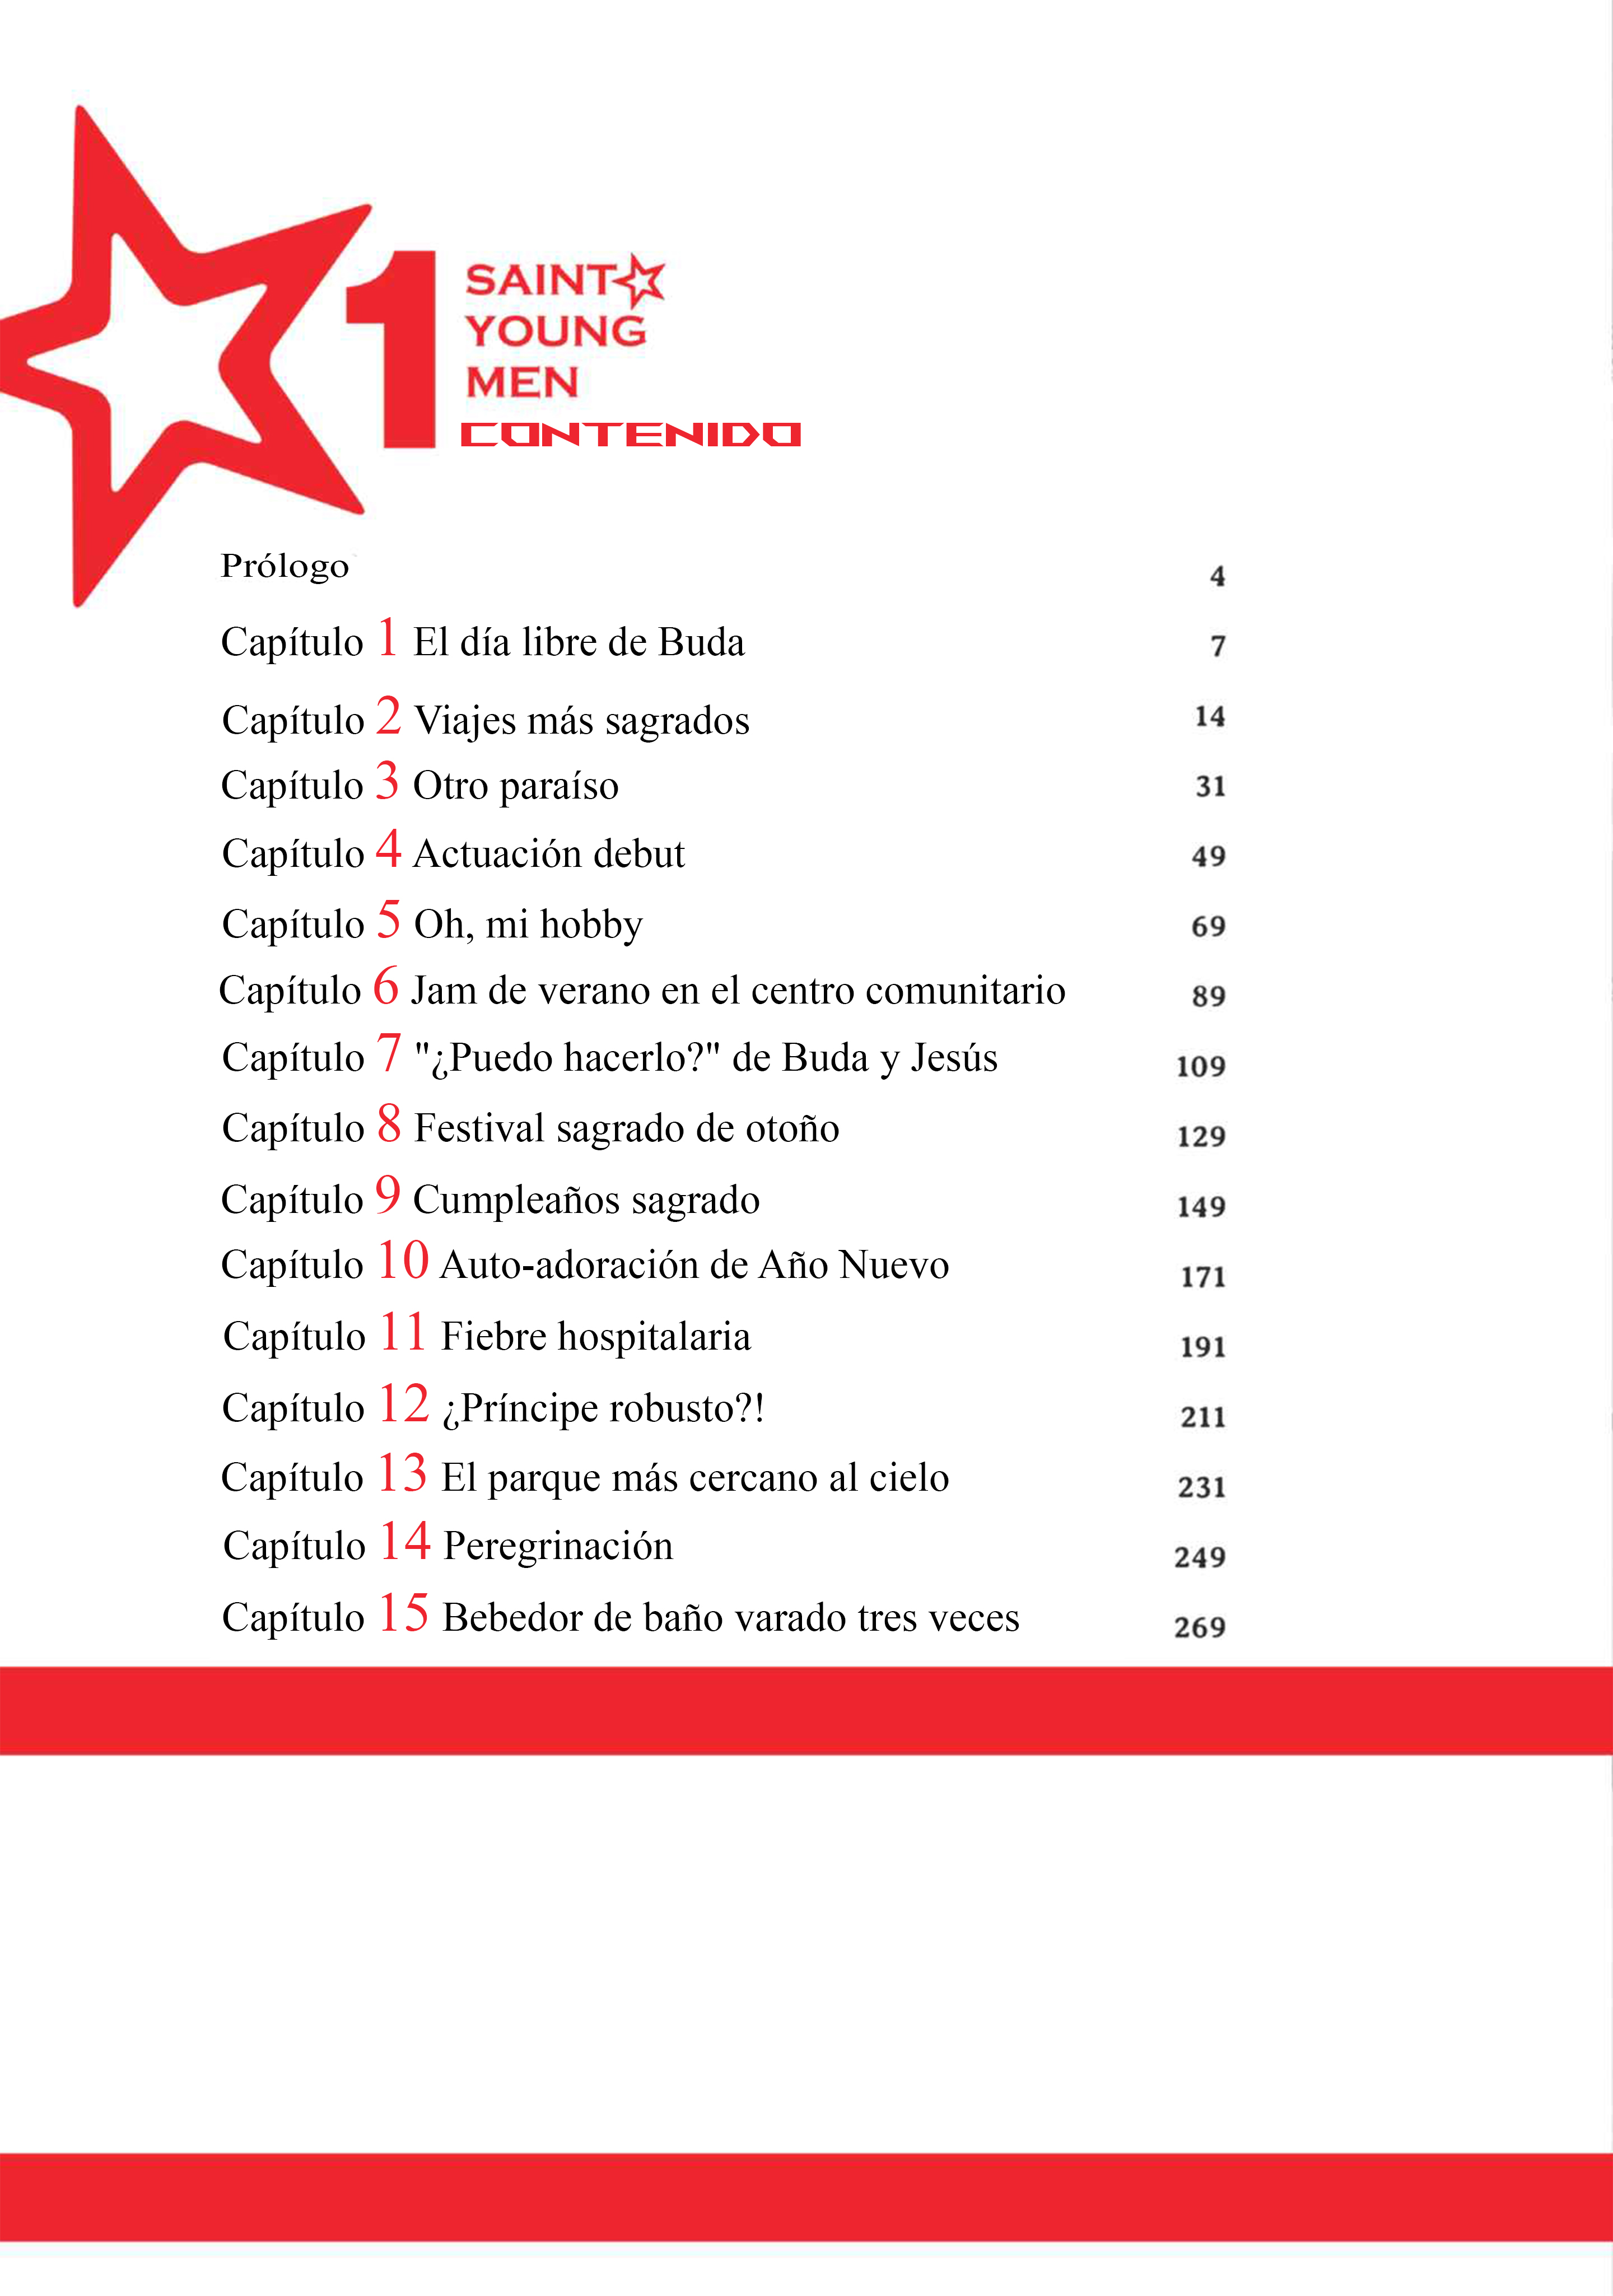 1
SAINT☆
YOUNG
MEN
CONTENIDO
Prólogo 4
Capítulo 1 El día libre de Buda 7
Capítulo 2 Viajes más sagrados 14
Capítulo 3 Otro paraíso 31
Capítulo 4 Actuación debut 49
Capítulo 5 Oh, mi hobby 69
Capítulo 6 Jam de verano en el centro comunitario 89
Capítulo 7 "¿Puedo hacerlo?" de Buda y Jesús 109
Capítulo 8 Festival sagrado de otoño 129
Capítulo 9 Cumpleaños sagrado 149
Capítulo 10 Auto-adoración de Año Nuevo 171
Capítulo 11 Fiebre hospitalaria 191
Capítulo 12 ¿Príncipe robusto?! 211
Capítulo 13 El parque más cercano al cielo 231
Capítulo 14 Peregrinación 249
Capítulo 15 Bebedor de baño varado tres veces 269